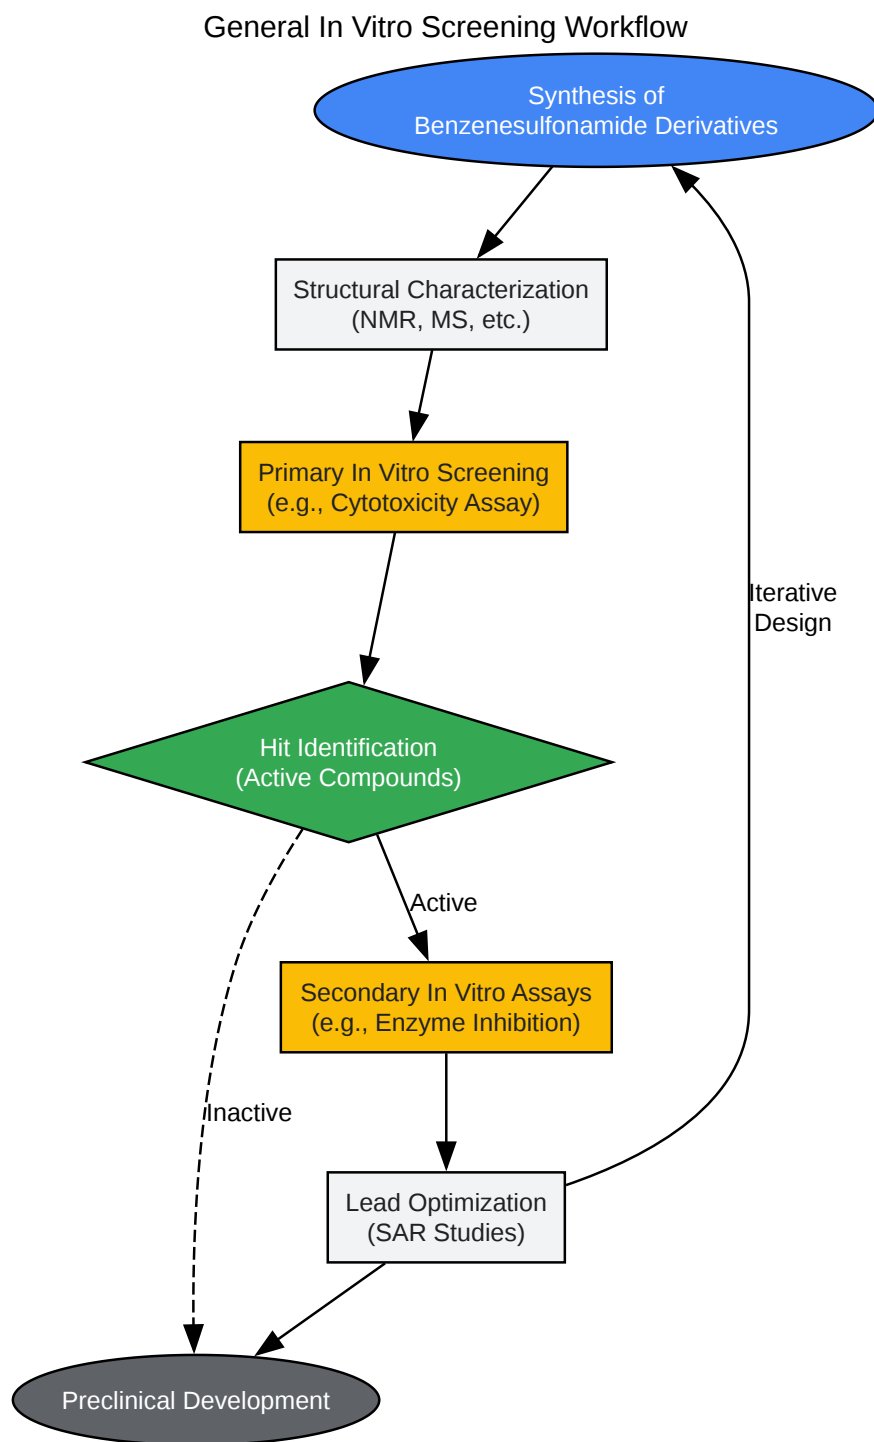 General In Vitro Screening Workflow
Synthesis of
Benzenesulfonamide Derivatives
Structural Characterization
(NMR, MS, etc.)
Primary In Vitro Screening
(e.g., Cytotoxicity Assay)
Iterative
Design
Hit Identification
(Active Compounds)
Active
Secondary In Vitro Assays
(e.g., Enzyme Inhibition)
Inactive
Lead Optimization
(SAR Studies)
Preclinical Development